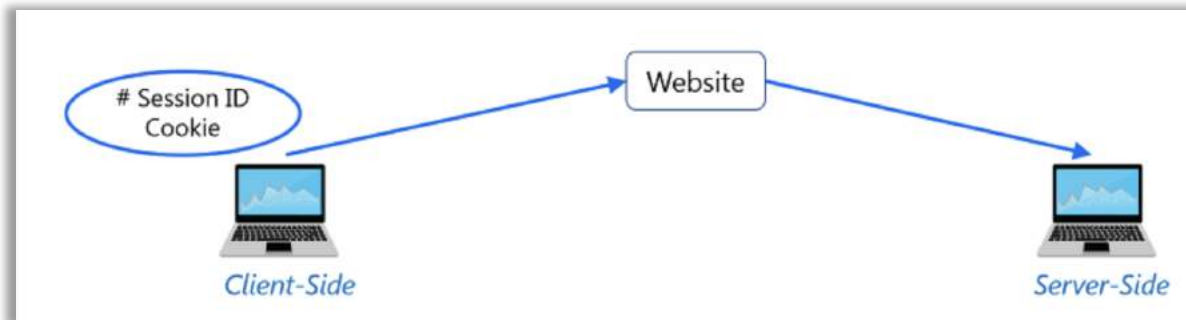 # Session ID
Cookie
Website
Client-Side
Server-Side